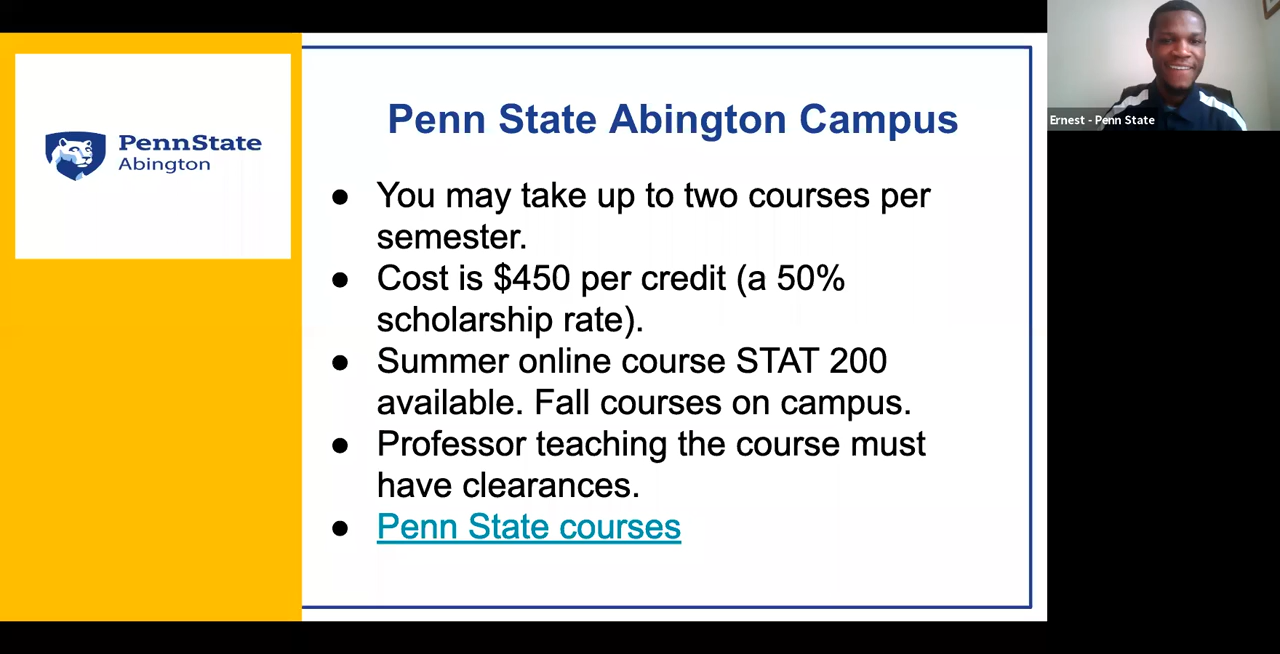 PennState
Abington
Penn State Abington Campus
● You may take up to two courses per
semester.
● Cost is $450 per credit (a 50%
scholarship rate).
● Summer online course STAT 200
available. Fall courses on campus.
● Professor teaching the course must
have clearances.
● Penn State courses
Ernest - Penn State